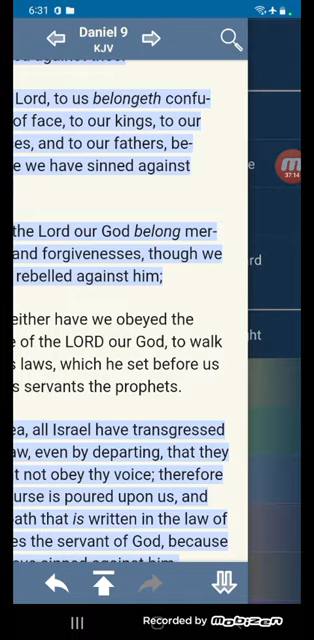 6:31
Daniel 9
KJV
Lord, to us belongeth confu-
of face, to our kings, to our
es, and to our fathers, be-
e we have sinned against
e
37:14
the Lord our God belong mer-
and forgivenesses, though we
rd
rebelled against him;
either have we obeyed the
e of the LORD our God, to walk
ht
s laws, which he set before us
s servants the prophets.
ea, all Israel have transgressed
aw, even by departing, that they
t not obey thy voice; therefore
urse is poured upon us, and
ath that is written in the law of
es the servant of God, because
Recorded by mobizen